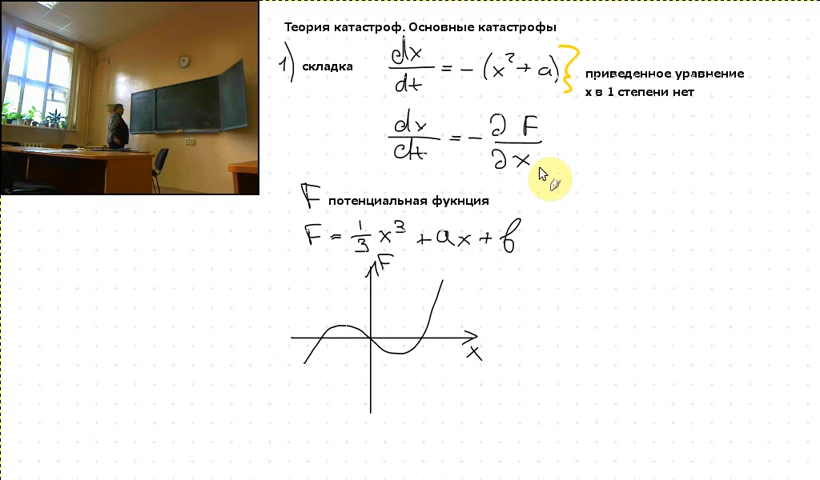 Теория катастроф. Основные катастрофы
1) складка dx/dt = - (x² + a)
приведенное уравнение
x в 1 степени нет
dx/dt = - ∂F/∂x
F потенциальная фукнция
F = 1/3 x³ + ax + b
F
x